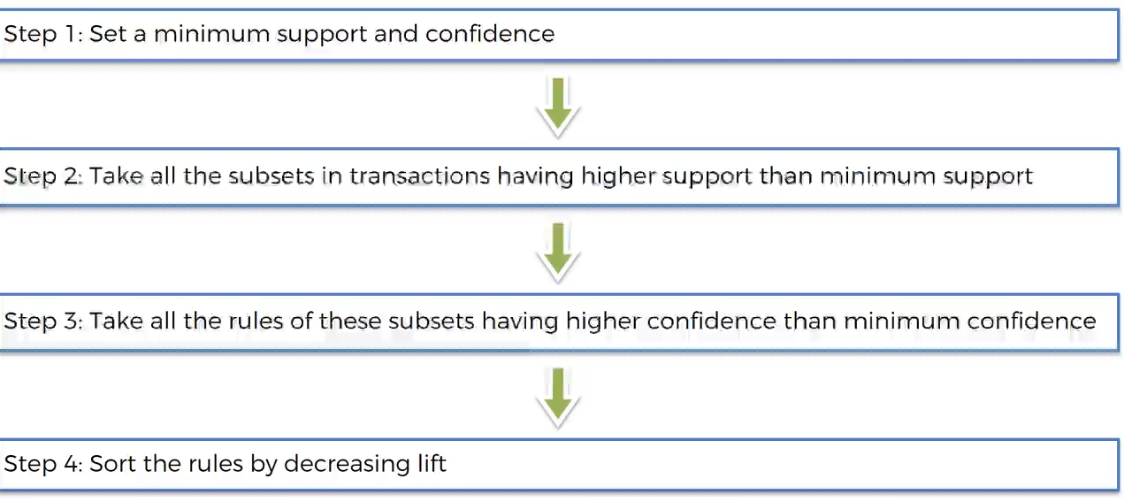 Step 1: Set a minimum support and confidence
Step 2: Take all the subsets in transactions having higher support than minimum support
Step 3: Take all the rules of these subsets having higher confidence than minimum confidence
Step 4: Sort the rules by decreasing lift